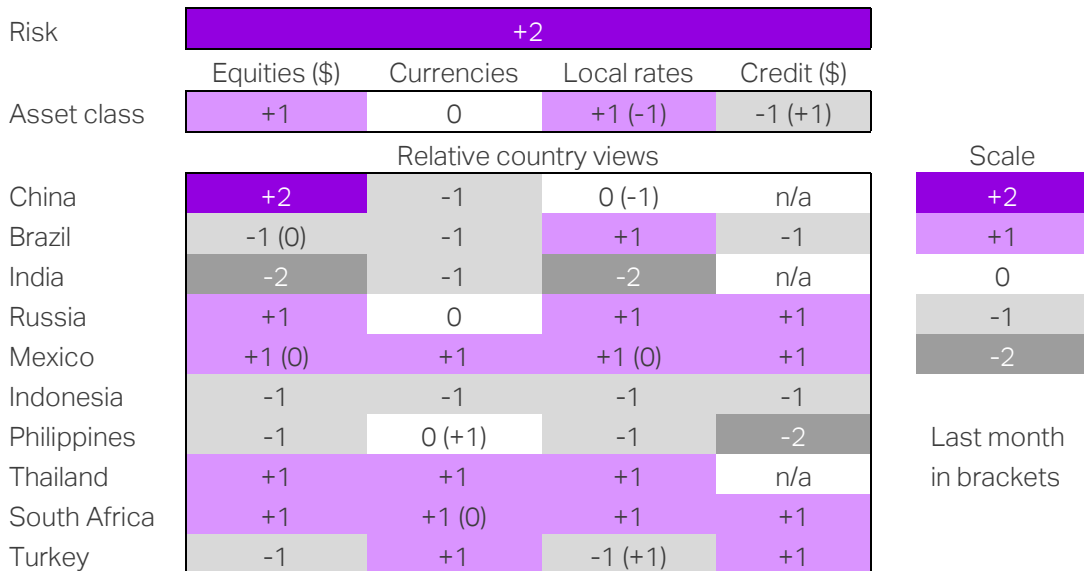 Risk +2
Equities ($) Currencies Local rates Credit ($)
Asset class +1 0 +1 (-1) -1 (+1)
Relative country views Scale
China +2 -1 0 (-1) n/a +2
Brazil -1 (0) -1 +1 -1 +1
India -2 -1 -2 n/a 0
Russia +1 0 +1 +1 -1
Mexico +1 (0) +1 +1 (0) +1 -2
Indonesia -1 -1 -1 -1
Philippines -1 0 (+1) -1 -2 Last month
Thailand +1 +1 +1 n/a in brackets
South Africa +1 +1 (0) +1 +1
Turkey -1 +1 -1 (+1) +1